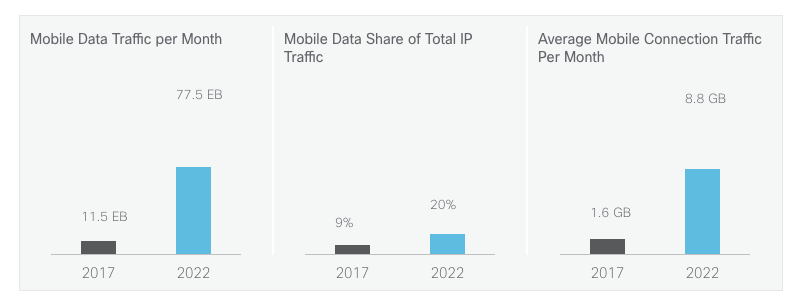 Mobile Data Traffic per Month
77.5 EB
11.5 EB
2017
2022
Mobile Data Share of Total IP
Traffic
20%
9%
2017
2022
Average Mobile Connection Traffic
Per Month
8.8 GB
1.6 GB
2017
2022